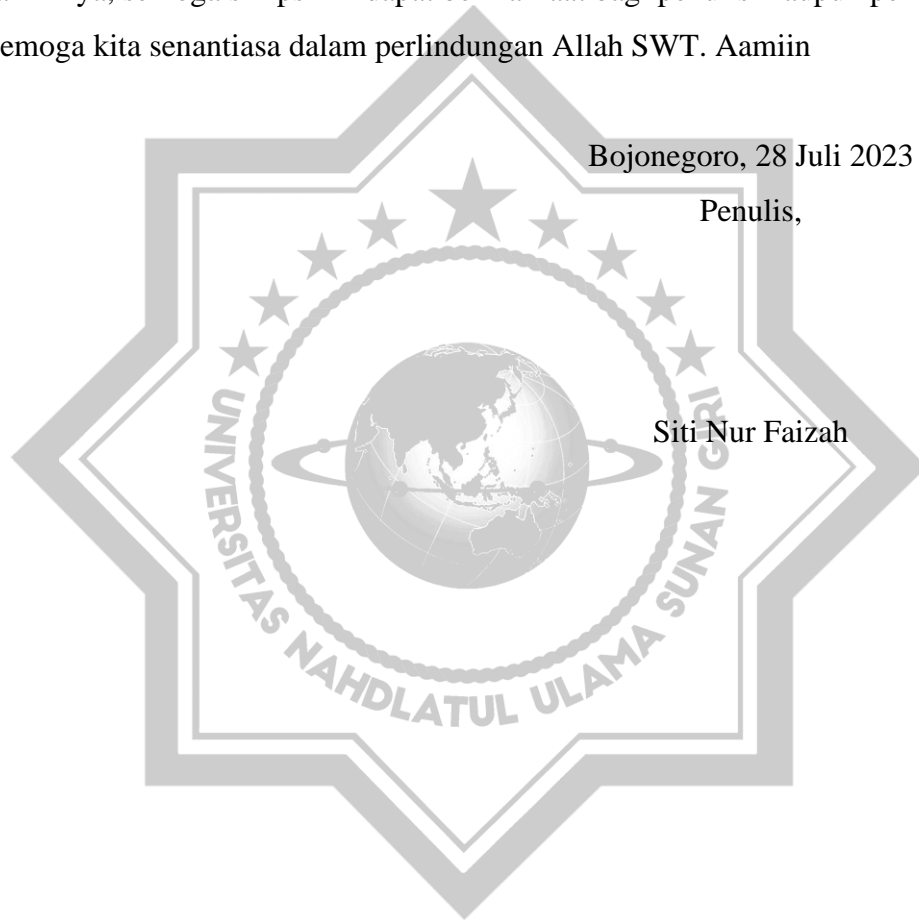 semoga kita senantiasa dalam perlindungan Allah SWT. Aamiin
Bojonegoro, 28 Juli 2023
Penulis,
Siti Nur Faizah
UNIVERSITAS NAHDLATUL ULAMA SUNAN GIRI